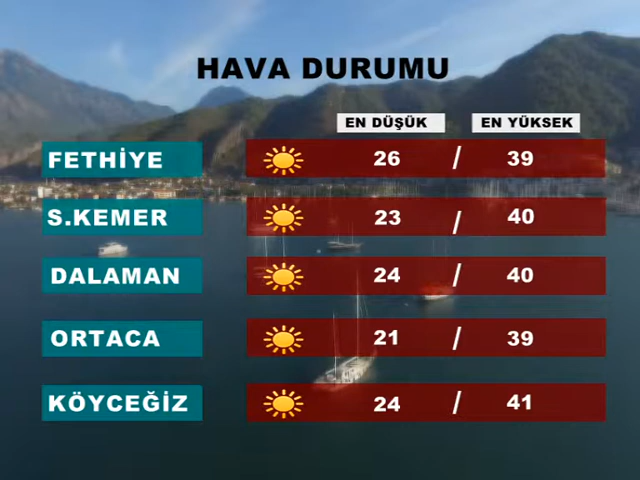 HAVA DURUMU
EN DÜŞÜK EN YÜKSEK
FETHİYE 26 / 39
S.KEMER 23 / 40
DALAMAN 24 / 40
ORTACA 21 / 39
KÖYCEĞİZ 24 / 41